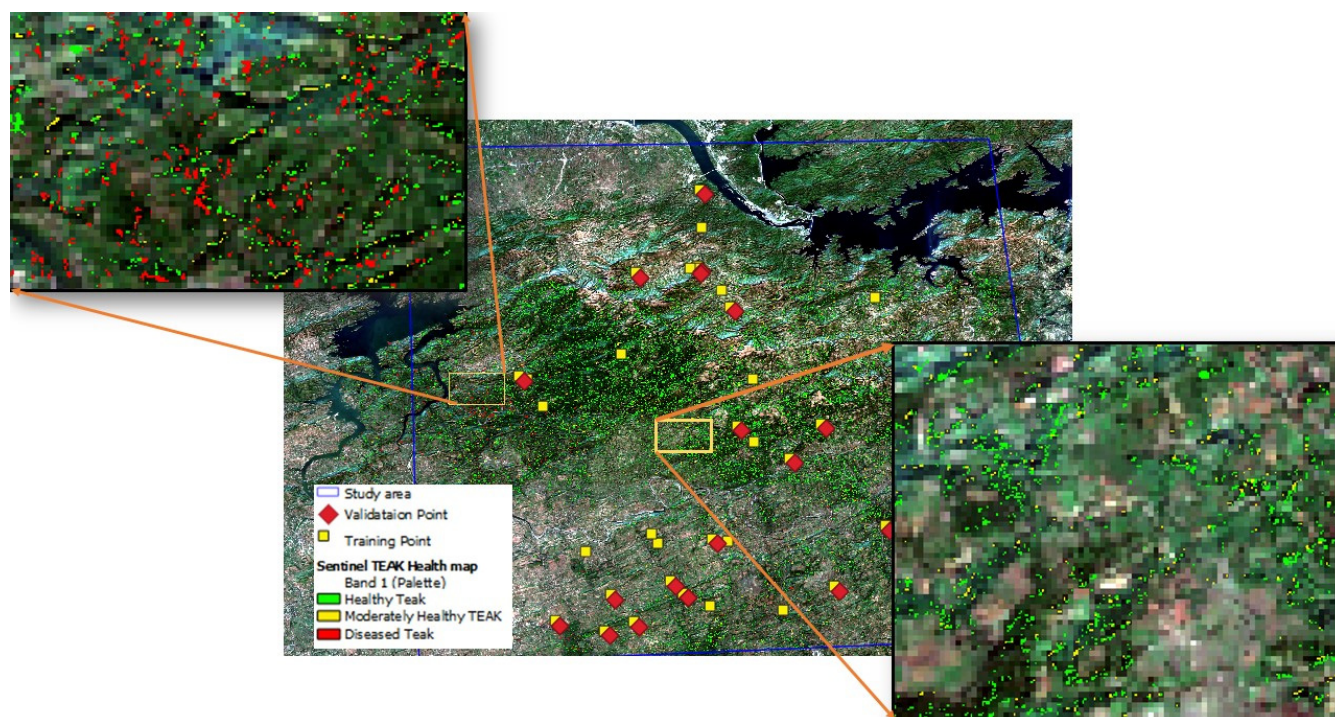 Study area
Validataion Point
Training Point
Sentinel TEAK Health map
Band 1 (Palette)
Healthy Teak
Moderately Healthy TEAK
Diseased Teak